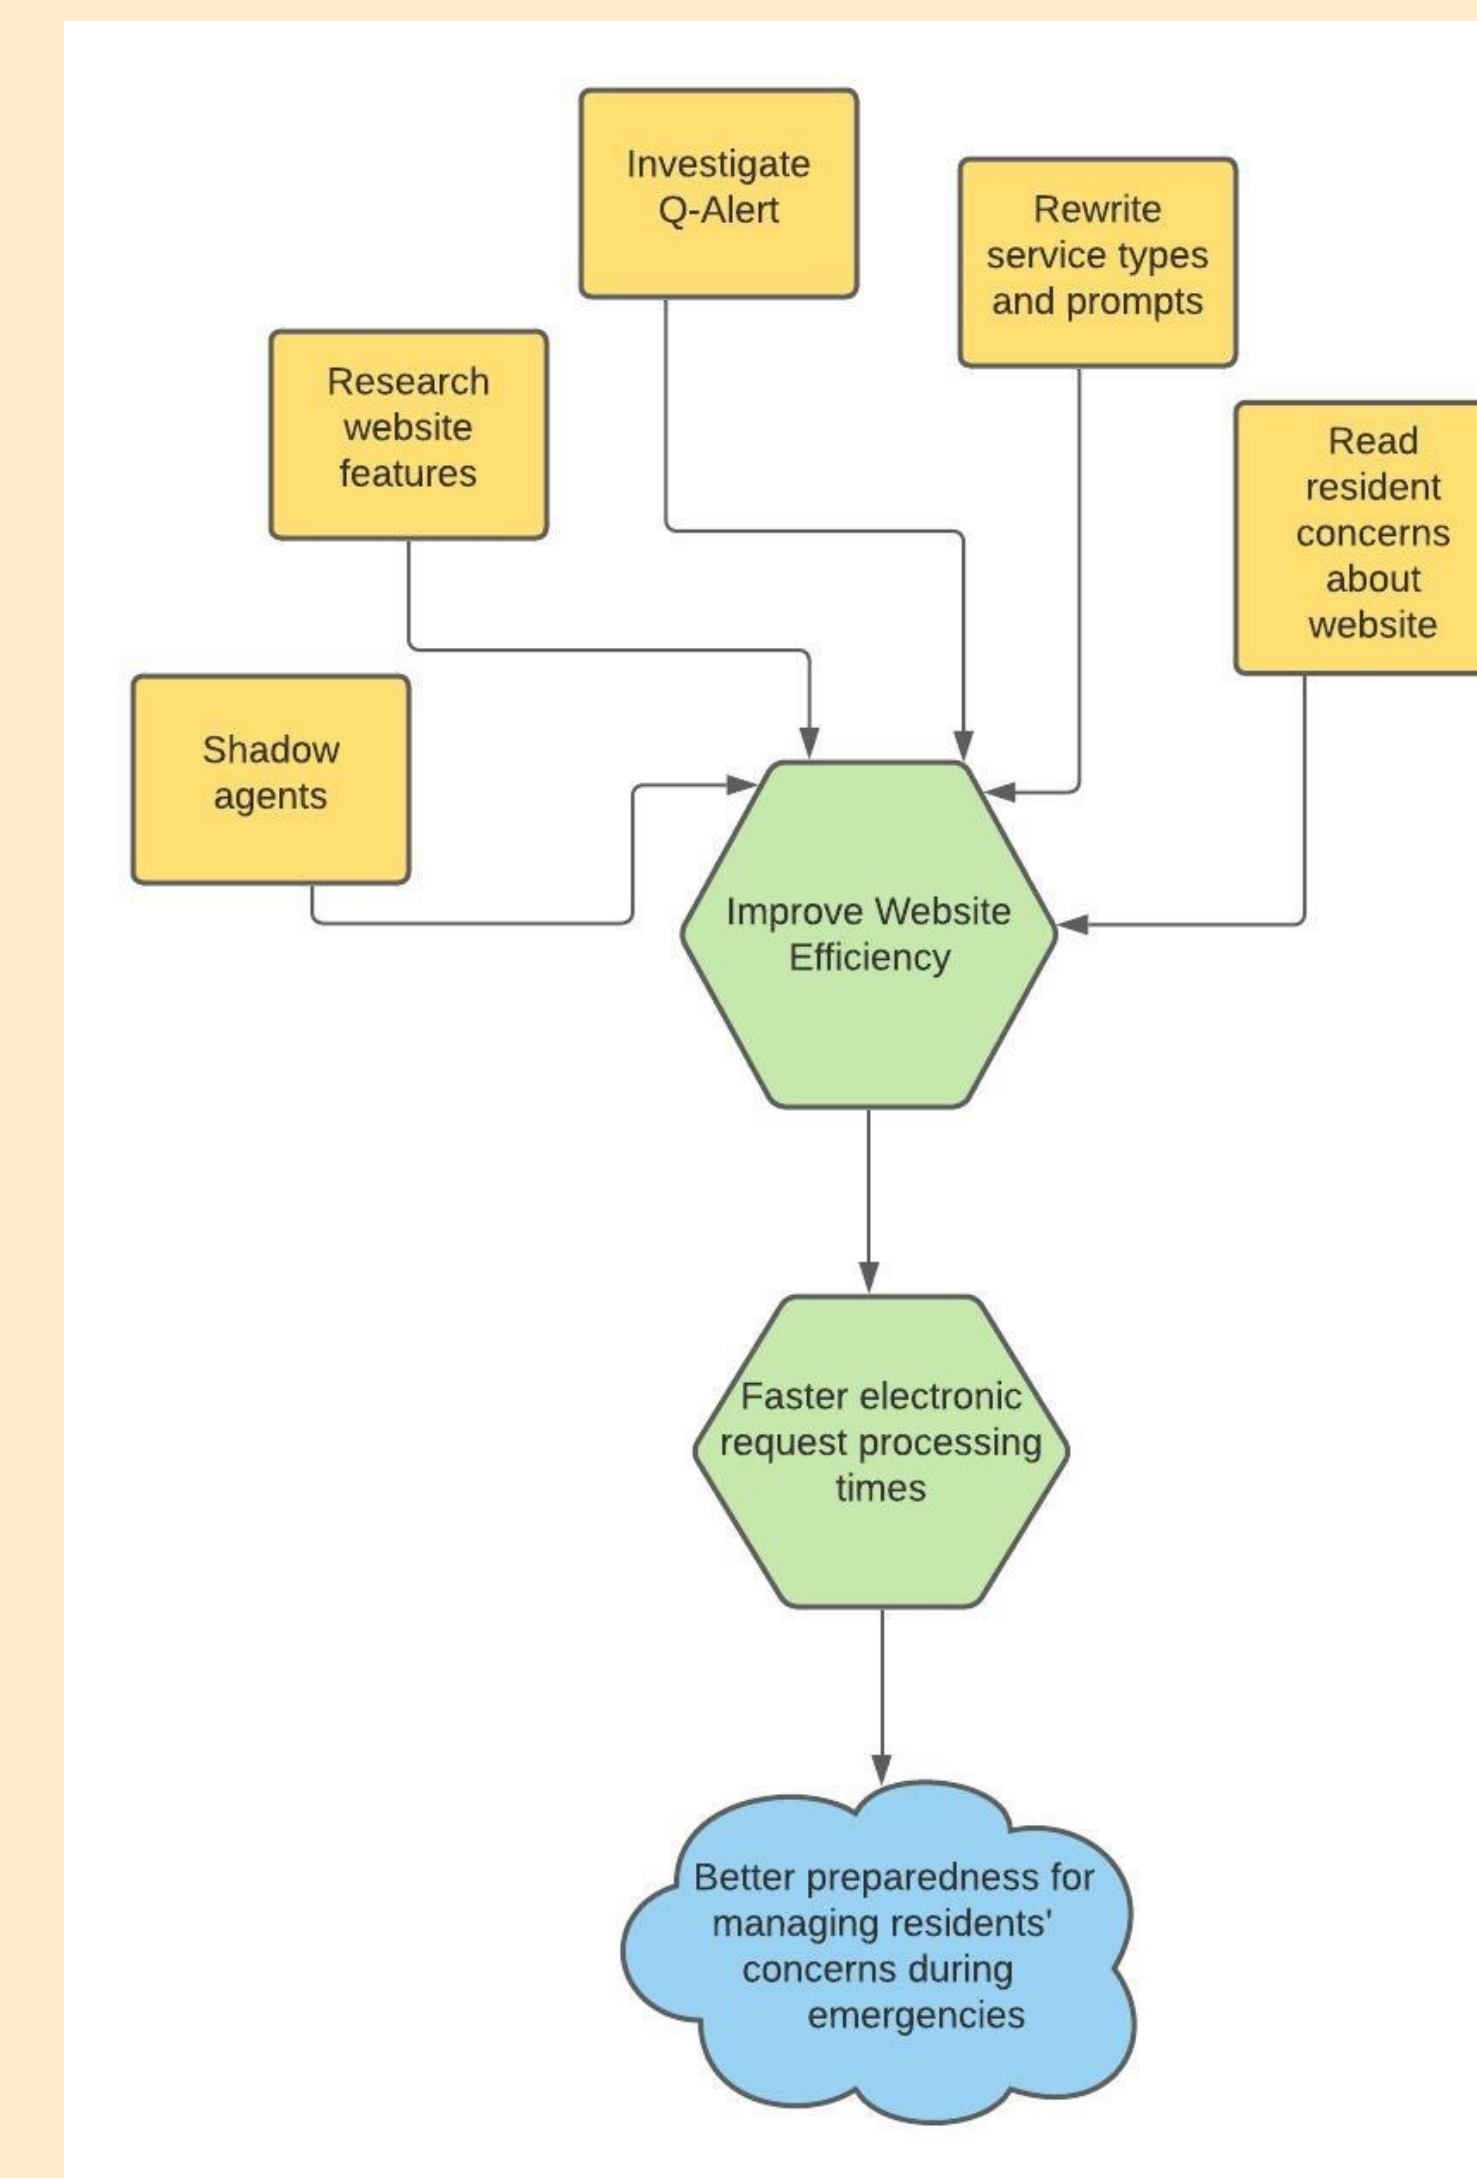 Investigate
Q-Alert
Rewrite
service types
and prompts
Research
website
features
Read
resident
concerns
about
website
Shadow
agents
Improve Website
Efficiency
Faster electronic
request processing
times
Better preparedness for
managing residents'
concerns during
emergencies